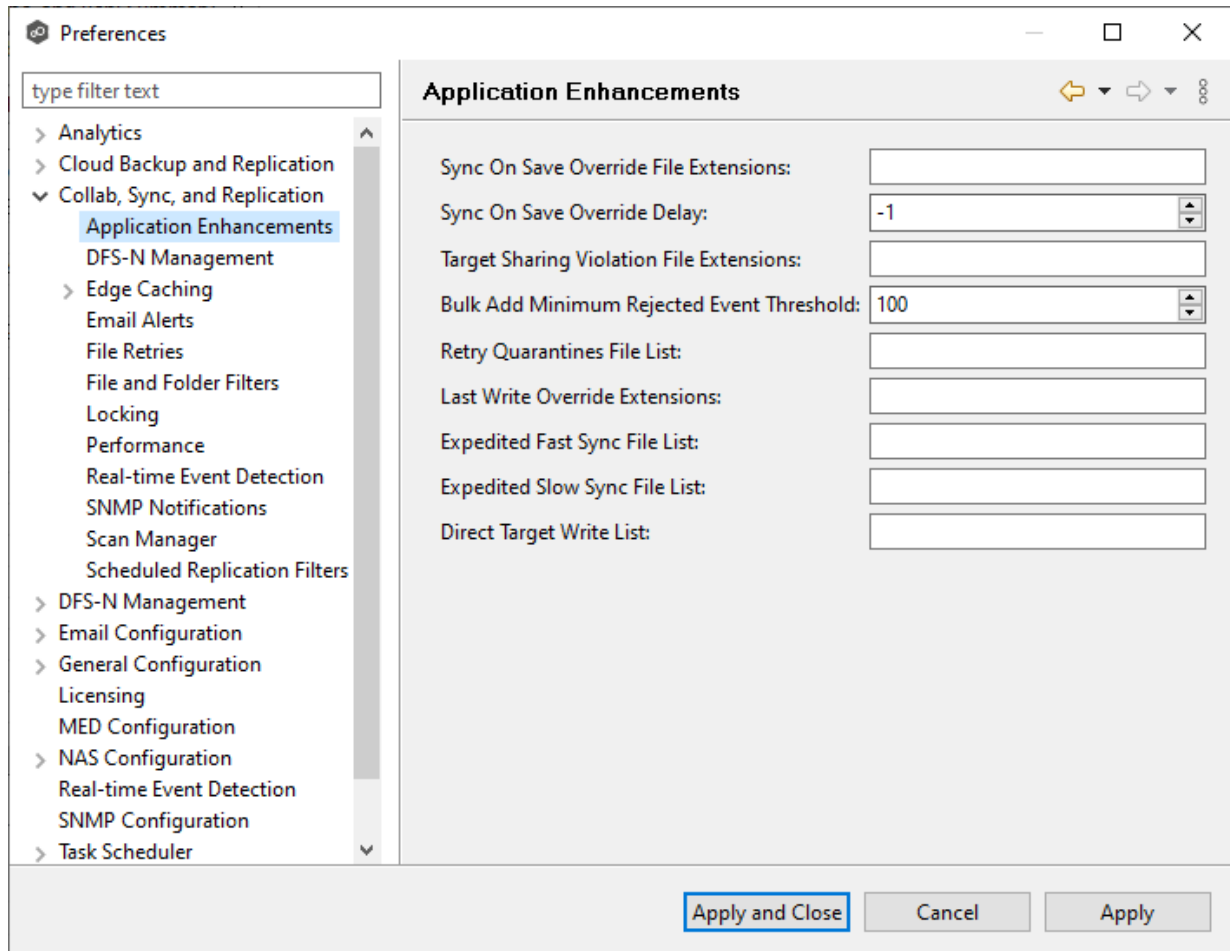 Preferences
type filter text
Analytics
Cloud Backup and Replication
Collab, Sync, and Replication
Application Enhancements
DFS-N Management
Edge Caching
Email Alerts
File Retries
File and Folder Filters
Locking
Performance
Real-time Event Detection
SNMP Notifications
Scan Manager
Scheduled Replication Filters
DFS-N Management
Email Configuration
General Configuration
Licensing
MED Configuration
NAS Configuration
Real-time Event Detection
SNMP Configuration
Task Scheduler
Application Enhancements
Sync On Save Override File Extensions:
Sync On Save Override Delay: -1
Target Sharing Violation File Extensions:
Bulk Add Minimum Rejected Event Threshold: 100
Retry Quarantines File List:
Last Write Override Extensions:
Expedited Fast Sync File List:
Expedited Slow Sync File List:
Direct Target Write List:
Apply and Close Cancel Apply